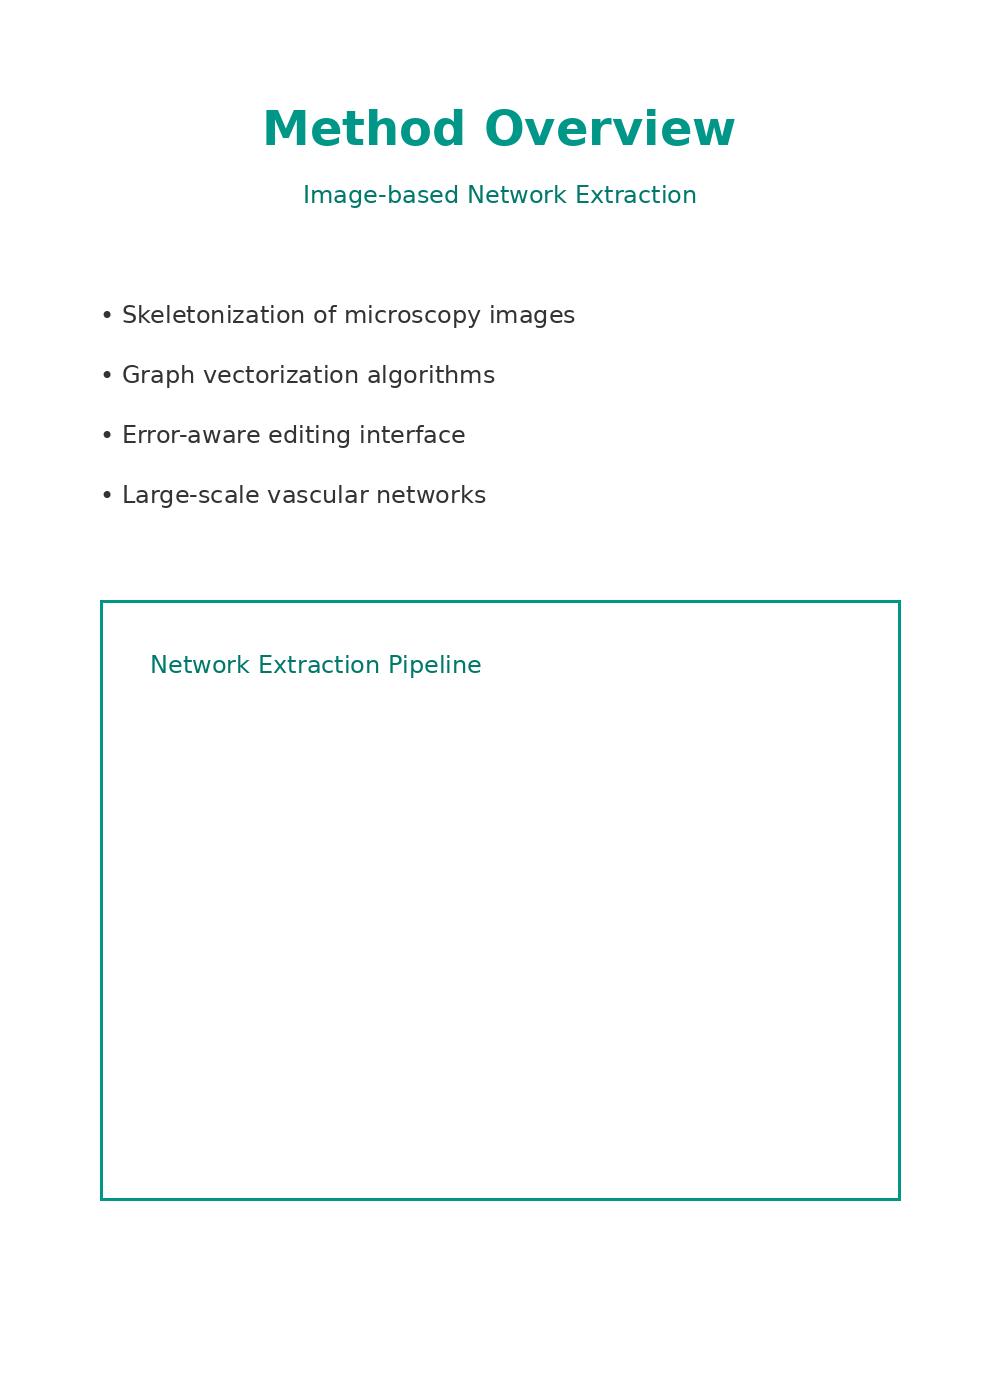 Method Overview
Image-based Network Extraction
• Skeletonization of microscopy images
• Graph vectorization algorithms
• Error-aware editing interface
• Large-scale vascular networks
Network Extraction Pipeline